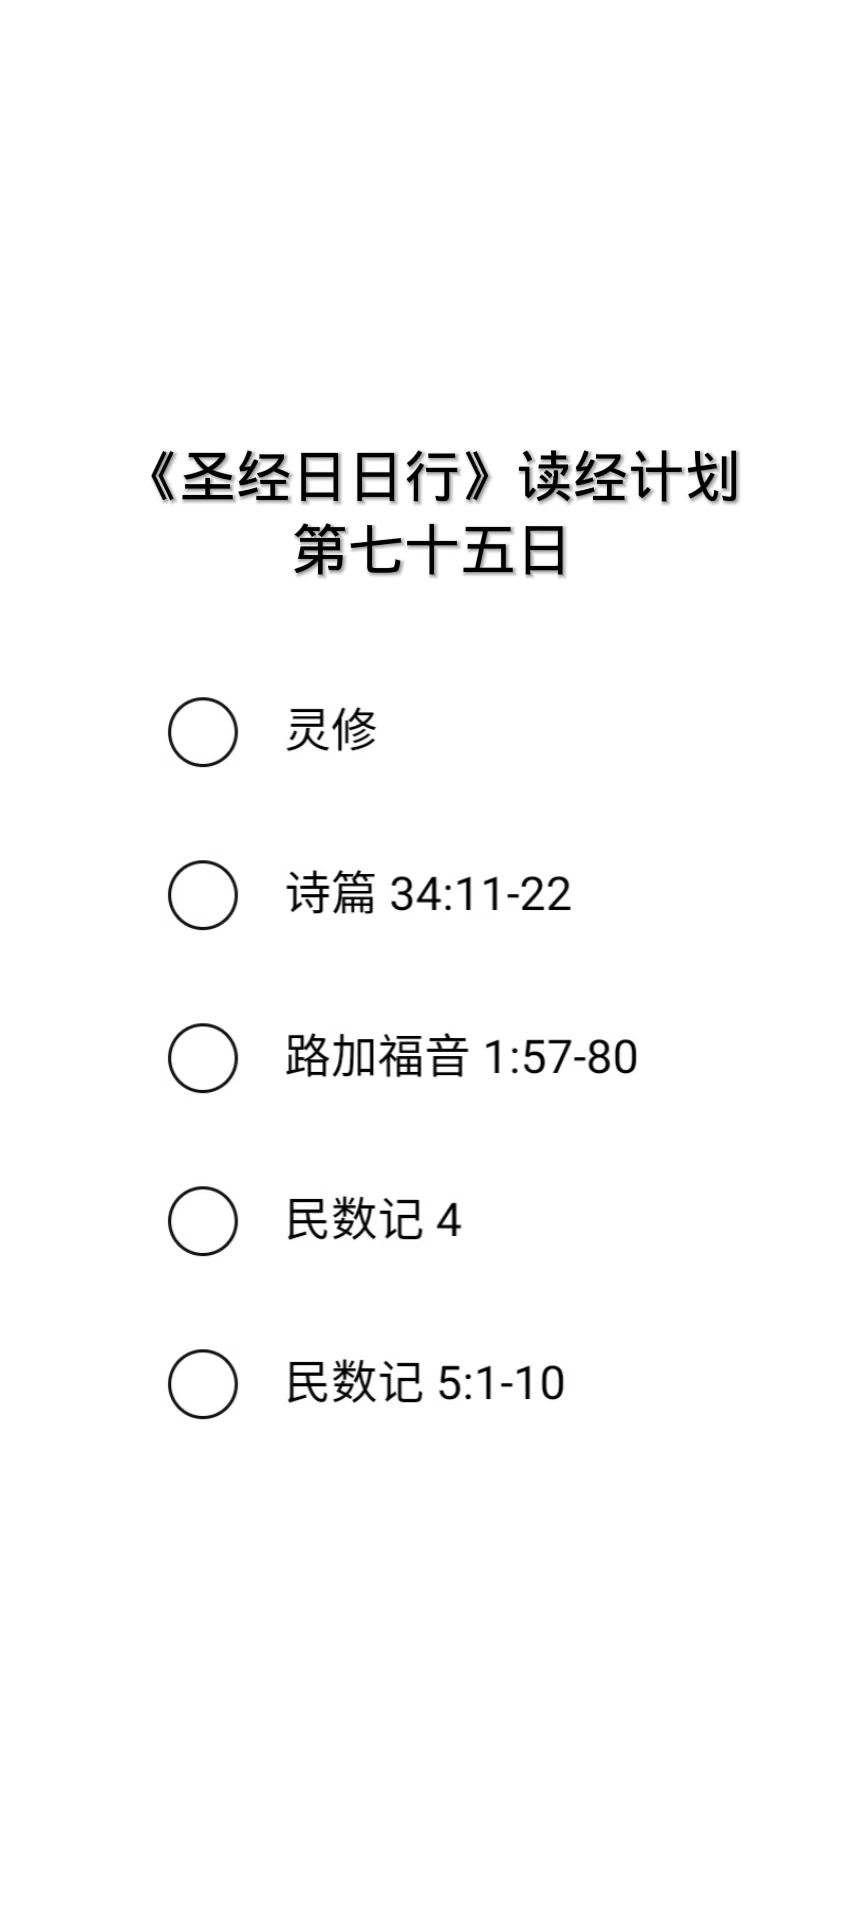 《圣经日日行》读经计划
第七十五日
灵修
诗篇 34:11-22
路加福音 1:57-80
民数记 4
民数记 5:1-10